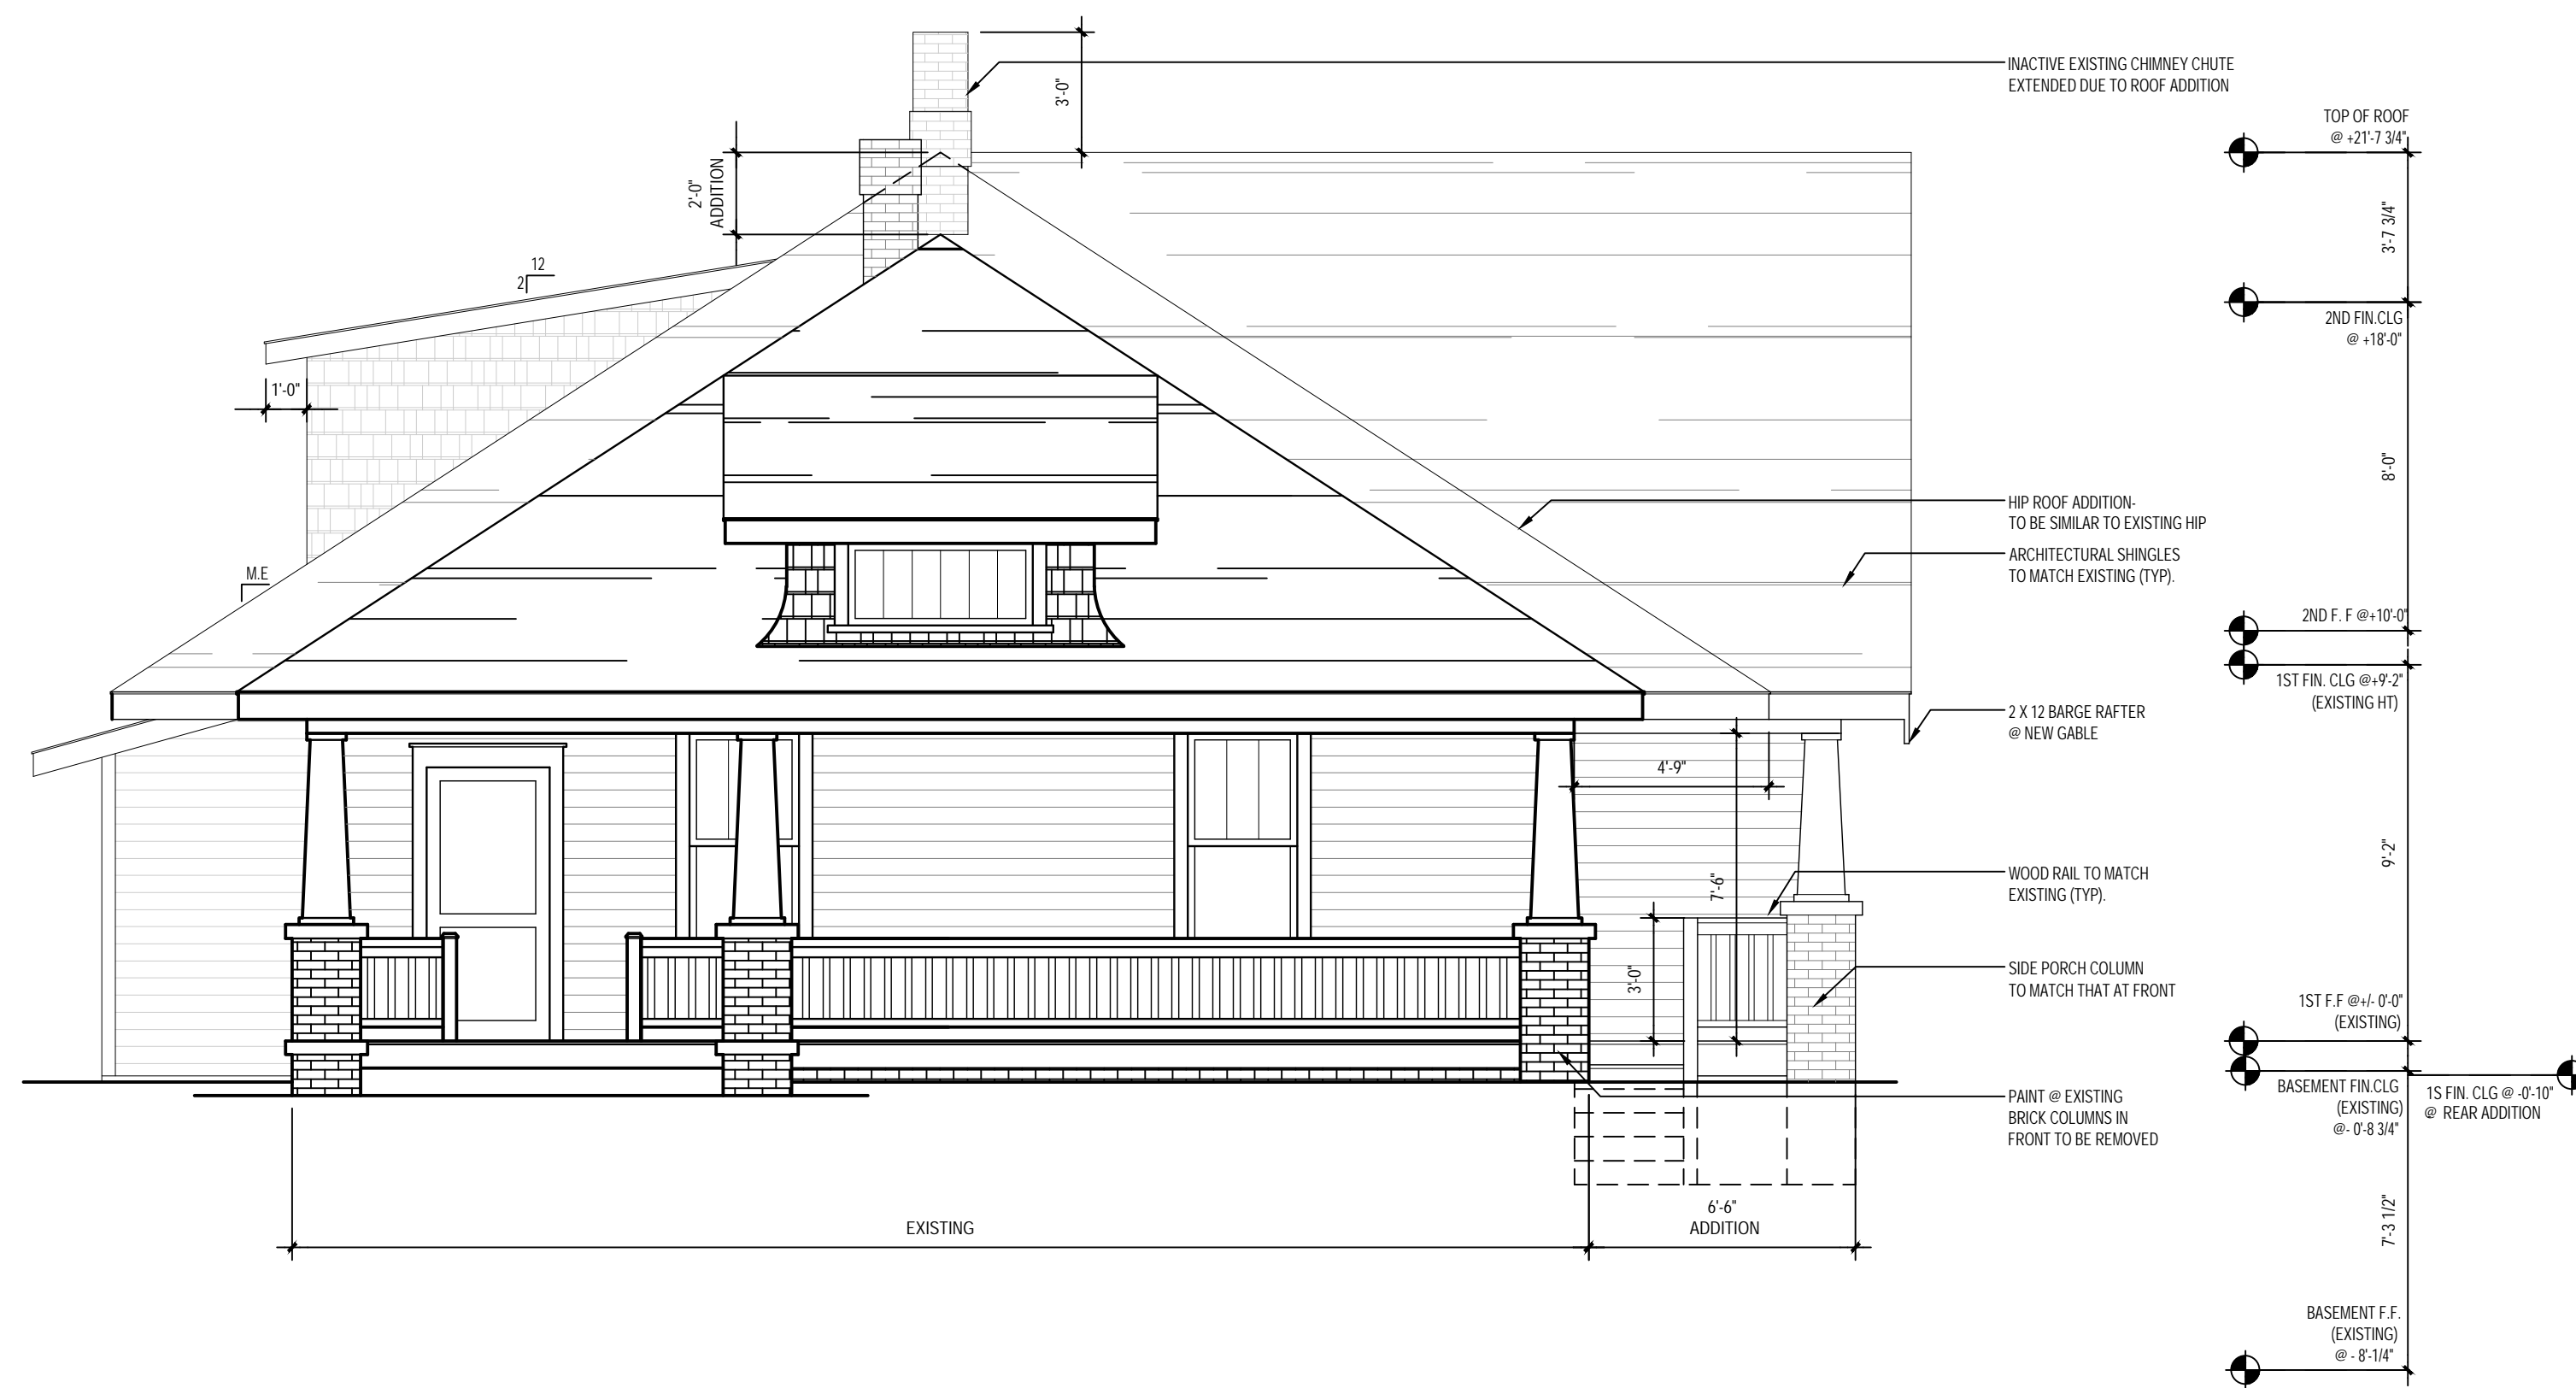 INACTIVE EXISTING CHIMNEY CHUTE
EXTENDED DUE TO ROOF ADDITION
3'-0"
2'-0"
ADDITION
TOP OF ROOF
@ +21'-7 3/4"
3'-7 3/4"
12
2
1'-0"
2ND FIN.CLG
@ +18'-0"
8'-0"
HIP ROOF ADDITION-
TO BE SIMILAR TO EXISTING HIP
ARCHITECTURAL SHINGLES
TO MATCH EXISTING (TYP).
M.E
2ND F. F @+10'-0"
1ST FIN. CLG @+9'-2"
(EXISTING HT)
2 X 12 BARGE RAFTER
@ NEW GABLE
4'-9"
7'-6"
9'-2"
WOOD RAIL TO MATCH
EXISTING (TYP).
3'-0"
SIDE PORCH COLUMN
TO MATCH THAT AT FRONT
1ST F.F @+/- 0'-0"
(EXISTING)
BASEMENT FIN.CLG
(EXISTING)
@- 0'-8 3/4"
1S FIN. CLG @ -0'-10"
@ REAR ADDITION
PAINT @ EXISTING
BRICK COLUMNS IN
FRONT TO BE REMOVED
7'-3 1/2"
EXISTING
6'-6"
ADDITION
BASEMENT F.F.
(EXISTING)
@ - 8'-1/4"